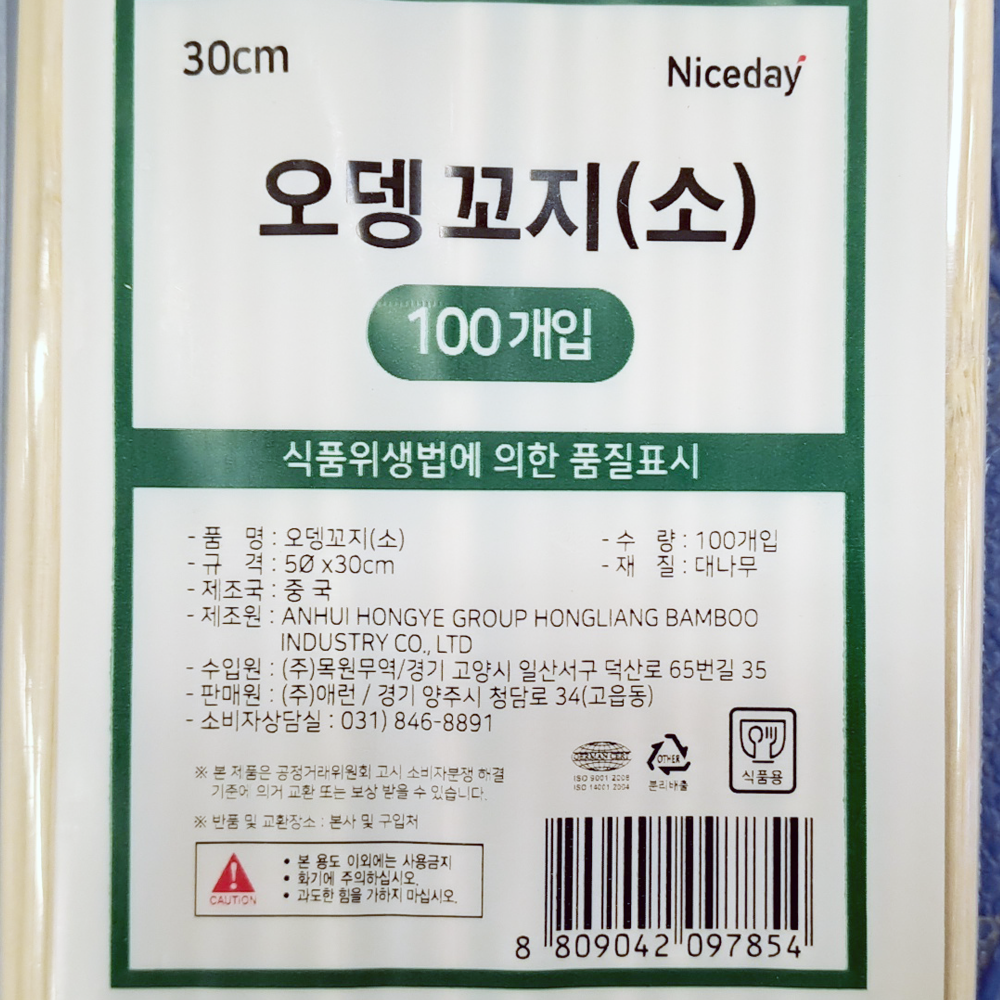 30cm
Niceday
오뎅 꼬지(소)
100개입
식품위생법에 의한 품질표시
- 품 명 : 오뎅꼬지(소)
- 수 량 : 100개입
- 규 격 : 5Ø x30cm
- 재 질 : 대나무
- 제조국 : 중 국
- 제조원 : ANHUI HONGYE GROUP HONGLIANG BAMBOO
INDUSTRY CO., LTD
- 수입원 : (주)목원무역/경기 고양시 일산서구 덕산로 65번길 35
- 판매원 : (주)애런 / 경기 양주시 청담로 34(고읍동)
- 소비자상담실 : 031) 846-8891
※ 본 제품은 공정거래위원회 고시 소비자분쟁 해결
기준에 의거 교환 또는 보상 받을 수 있습니다.
※ 반품 및 교환장소 : 본사 및 구입처
ISO 9001:2008
ISO 14001:2004
OTHER
분리배출
식품용
CAUTION
• 본 용도 이외에는 사용금지
• 화기에 주의하십시오.
• 과도한 힘을 가하지 마십시오.
8 809042 097854